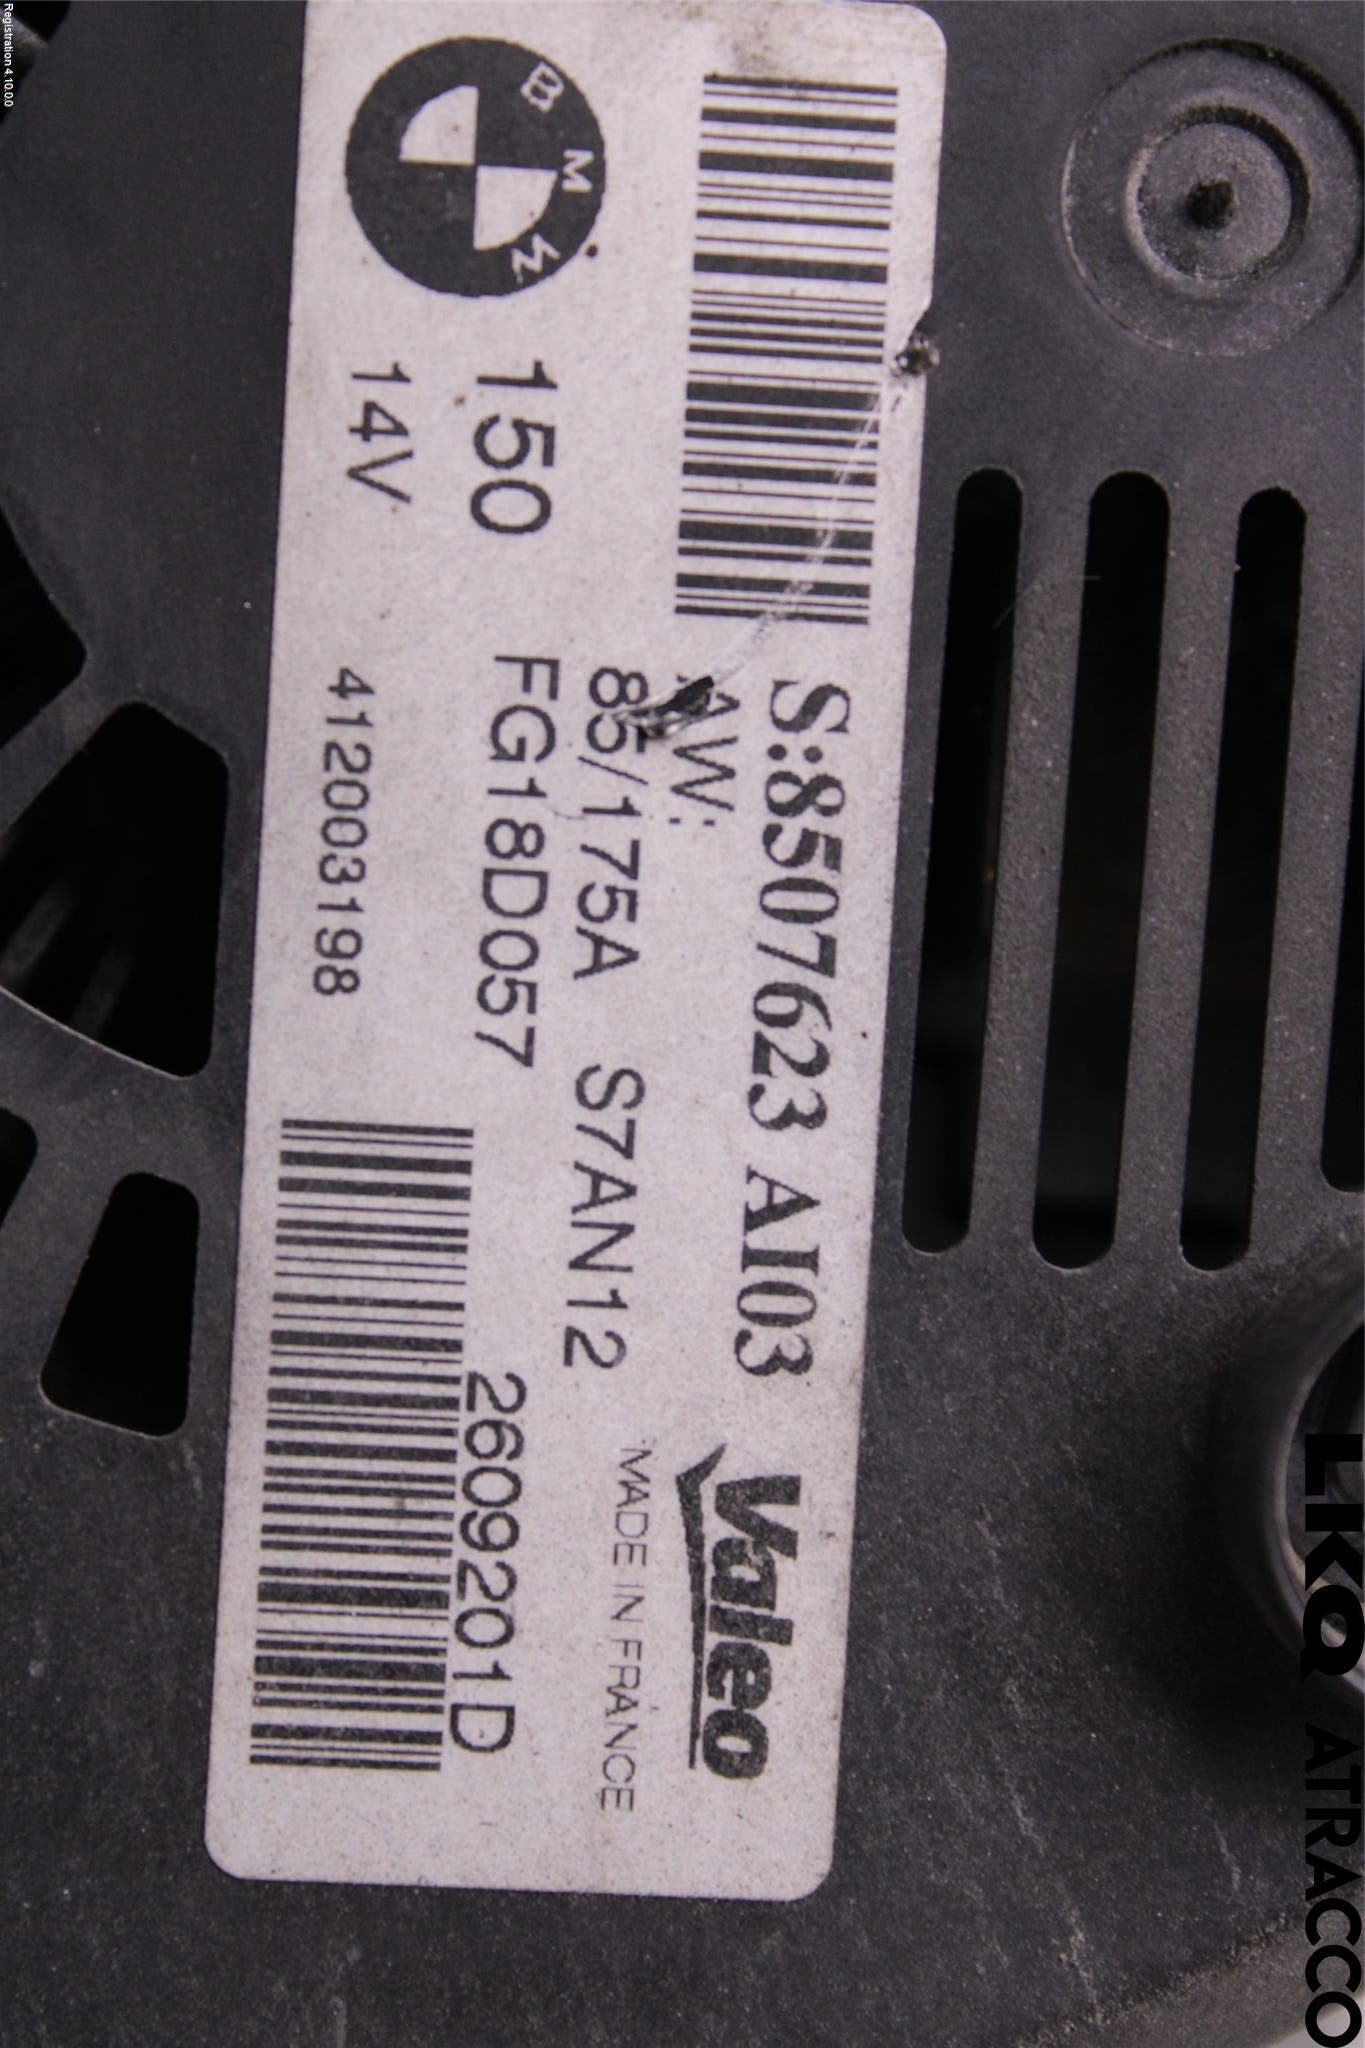 Registration 4.10.0.0
BMW
S:8507623 AI03
AW:
85/175A S7AN12
150
14V
FG18D057
412003198
Valeo
MADE IN FRANCE
2609201D
LKQ ATRACCO